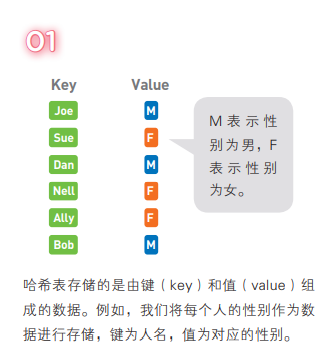 01
Key Value
Joe M
Sue F
Dan M
Nell F
Ally F
Bob M
M 表示性
别为男，F
表示性别
为女。
哈希表存储的是由键（key）和值（value）组
成的数据。例如，我们将每个人的性别作为数
据进行存储，键为人名，值为对应的性别。